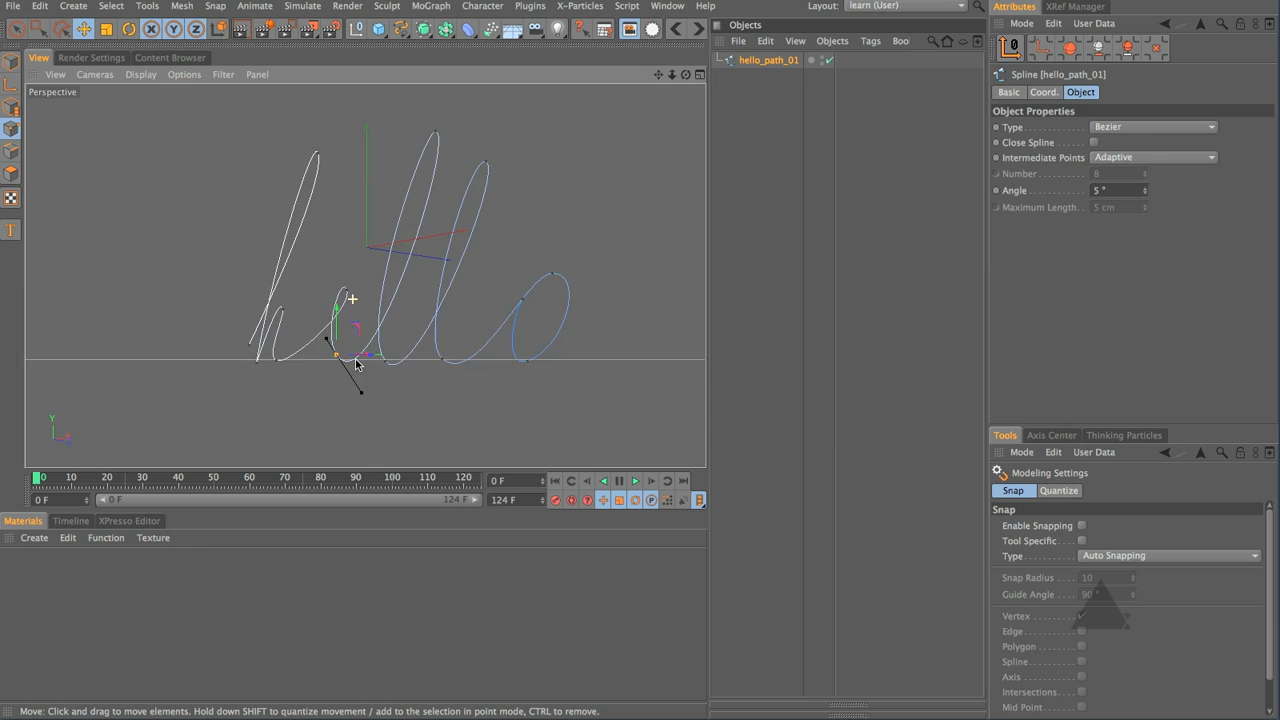 File Edit Create Select Tools Mesh Snap Animate Simulate Render Sculpt MoGraph Character Plugins X-Particles Script Window Help Layout: learn (User)
Attributes XRef Manager
Mode Edit User Data
X Y Z
0
T
View Render Settings Content Browser
View Cameras Display Options Filter Panel
Perspective
hello
Y
Objects
File Edit View Objects Tags Boo
hello_path_01
Spline [hello_path_01]
Basic Coord. Object
Object Properties
Type Bezier
Close Spline
Intermediate Points Adaptive
Number 8
Angle 5 °
Maximum Length. 5 cm
Tools Axis Center Thinking Particles
Mode Edit User Data
Modeling Settings
Snap Quantize
Snap
Enable Snapping
Tool Specific
Type Auto Snapping
Snap Radius 10
Guide Angle 90 °
Vertex
Edge
Polygon
Spline
Axis
Intersections
Mid Point
0 10 20 30 40 50 60 70 80 90 100 110 120 0 F
0 F 0 F 124 F 124 F
P
Materials Timeline XPresso Editor
Create Edit Function Texture
Move: Click and drag to move elements. Hold down SHIFT to quantize movement / add to the selection in point mode, CTRL to remove.